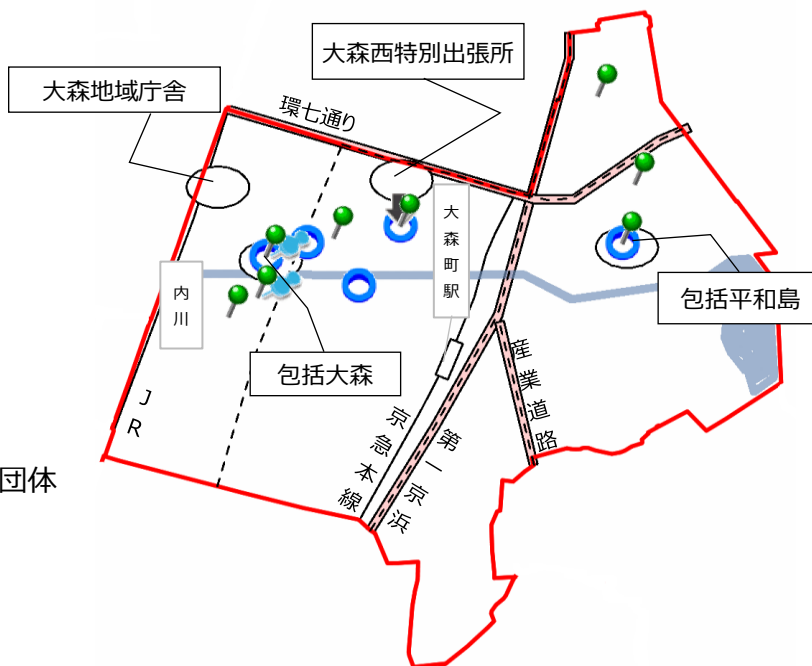 大森西特別出張所
大森地域庁舎
環七通り
大森町駅
内川
包括平和島
包括大森
産業道路
JR
京急本線
第一京浜
団体